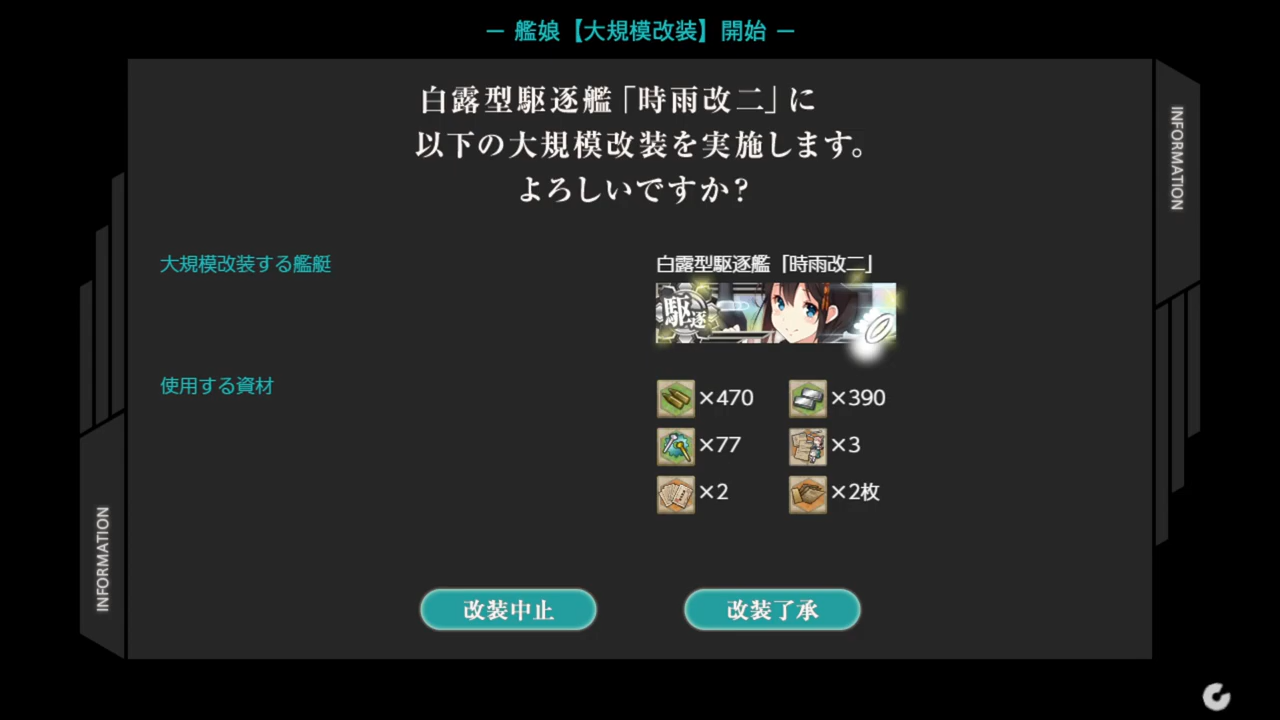 － 艦娘【大規模改装】開始 －
白露型駆逐艦「時雨改二」に
以下の大規模改装を実施します。
よろしいですか？
INFORMATION
大規模改装する艦艇
白露型駆逐艦「時雨改二」
駆逐
使用する資材
×470
×390
×77
×3
×2
×2枚
INFORMATION
改装中止
改装了承